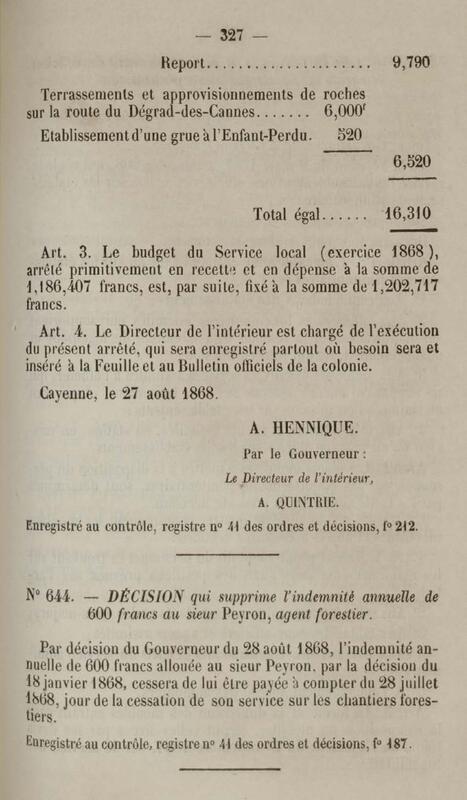 — 327 —
Report..................... 9,790
Terrassements et approvisionnements de roches
sur la route du Dégrad-des-Cannes....... 6,000f
Etablissement d'une grue à l'Enfant-Perdu. 520
6,520
Total égal...... 16,310
Art. 3. Le budget du Service local (exercice 1868),
arrêté primitivement en recette et en dépense à la somme de
1,186,407 francs, est, par suite, fixé à la somme de 1,202,717
francs.
Art. 4. Le Directeur de l'intérieur est chargé de l'exécution
du présent arrêté, qui sera enregistré partout où besoin sera et
inséré à la Feuille et au Bulletin officiels de la colonie.
Cayenne, le 27 août 1868.
A. HENNIQUE.
Par le Gouverneur :
Le Directeur de l'intérieur,
A. QUINTRIE.
Enregistré au contrôle, registre nº 41 des ordres et décisions, fº 212.
Nº 644. — DÉCISION qui supprime l'indemnité annuelle de
600 francs au sieur Peyron, agent forestier.
Par décision du Gouverneur du 28 août 1868, l'indemnité an-
nuelle de 600 francs allouée au sieur Peyron, par la décision du
18 janvier 1868, cessera de lui être payée à compter du 28 juillet
1868, jour de la cessation de son service sur les chantiers fores-
tiers.
Enregistré au contrôle, registre nº 41 des ordres et décisions, fº 187.